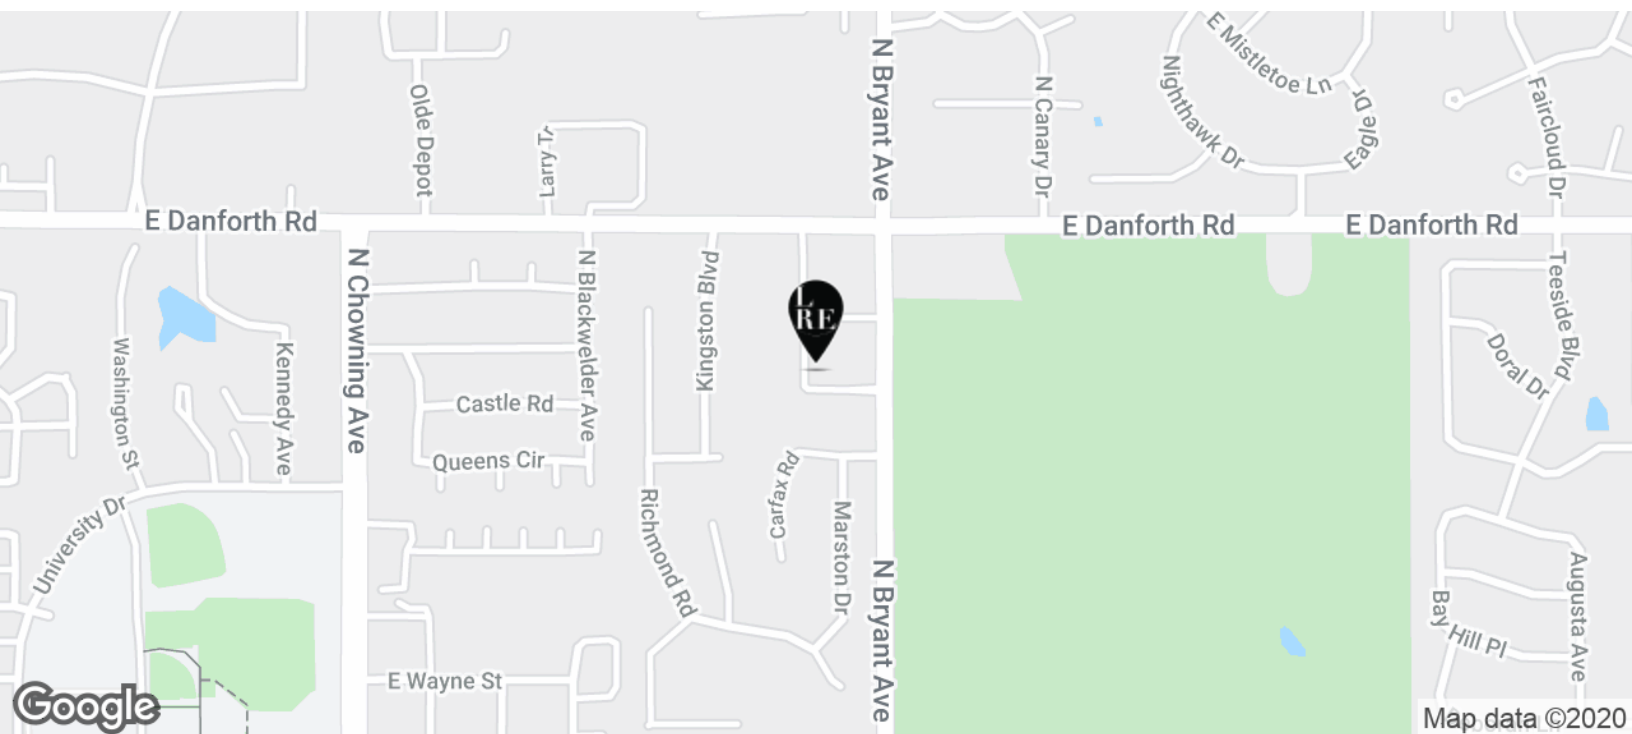 E Mistletoe Ln
N Bryant Ave
Nighthawk Dr
Olde Depot
N Canary Dr
Eagle Dr
Faircloud Dr
Larry Tr
E Danforth Rd
E Danforth Rd
E Danforth Rd
N Chowning Ave
N Blackwelder Ave
Kingston Blvd
Teeside Blvd
L
RE
Washington St
Kennedy Ave
Doral Dr
Castle Rd
Queens Cir
Carfax Rd
University Dr
Richmond Rd
Marston Dr
N Bryant Ave
Augusta Ave
Bay Hill Pl
E Wayne St
Google
Map data ©2020